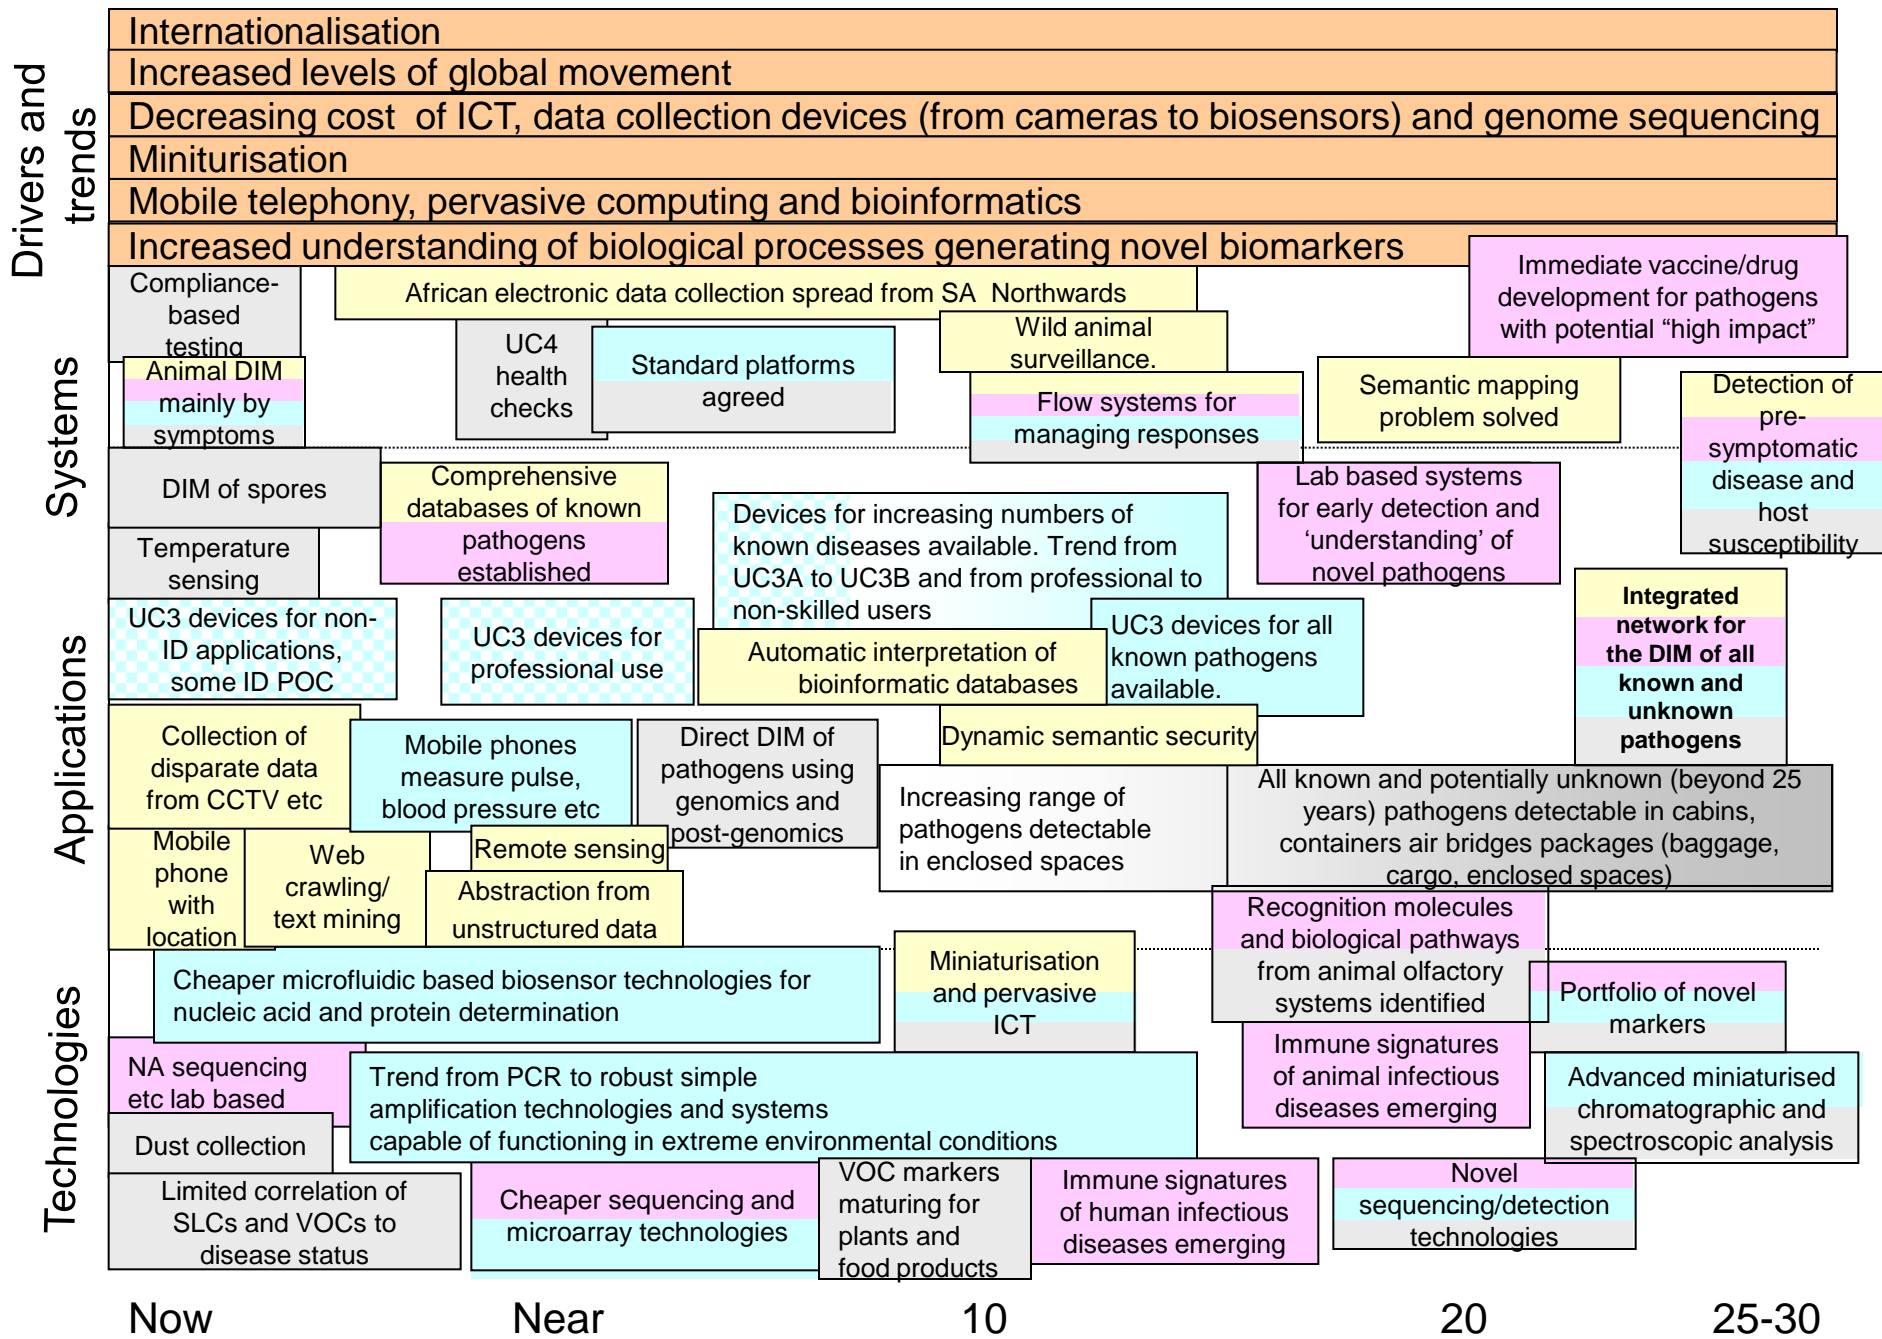 Drivers and
trends
Internationalisation
Increased levels of global movement
Decreasing cost of ICT, data collection devices (from cameras to biosensors) and genome sequencing
Miniturisation
Mobile telephony, pervasive computing and bioinformatics
Increased understanding of biological processes generating novel biomarkers
Systems
Compliance-
based
testing
African electronic data collection spread from SA Northwards
Immediate vaccine/drug
development for pathogens
with potential “high impact”
UC4
health
checks
Standard platforms
agreed
Wild animal
surveillance.
Animal DIM
mainly by
symptoms
Flow systems for
managing responses
Semantic mapping
problem solved
Detection of
pre-
symptomatic
disease and
host
susceptibility
DIM of spores
Comprehensive
databases of known
pathogens
established
Devices for increasing numbers of
known diseases available. Trend from
UC3A to UC3B and from professional to
non-skilled users
Lab based systems
for early detection and
‘understanding’ of
novel pathogens
Temperature
sensing
Applications
UC3 devices for non-
ID applications,
some ID POC
UC3 devices for
professional use
Automatic interpretation of
bioinformatic databases
UC3 devices for all
known pathogens
available.
Integrated
network for
the DIM of all
known and
unknown
pathogens
Collection of
disparate data
from CCTV etc
Mobile phones
measure pulse,
blood pressure etc
Direct DIM of
pathogens using
genomics and
post-genomics
Dynamic semantic security
Increasing range of
pathogens detectable
in enclosed spaces
All known and potentially unknown (beyond 25
years) pathogens detectable in cabins,
containers air bridges packages (baggage,
cargo, enclosed spaces)
Mobile
phone
with
location
Web
crawling/
text mining
Remote sensing
Abstraction from
unstructured data
Recognition molecules
and biological pathways
from animal olfactory
systems identified
Technologies
Cheaper microfluidic based biosensor technologies for
nucleic acid and protein determination
Miniaturisation
and pervasive
ICT
Portfolio of novel
markers
NA sequencing
etc lab based
Trend from PCR to robust simple
amplification technologies and systems
capable of functioning in extreme environmental conditions
Immune signatures
of animal infectious
diseases emerging
Advanced miniaturised
chromatographic and
spectroscopic analysis
Dust collection
Limited correlation of
SLCs and VOCs to
disease status
Cheaper sequencing and
microarray technologies
VOC markers
maturing for
plants and
food products
Immune signatures
of human infectious
diseases emerging
Novel
sequencing/detection
technologies
Now
Near
10
20
25-30